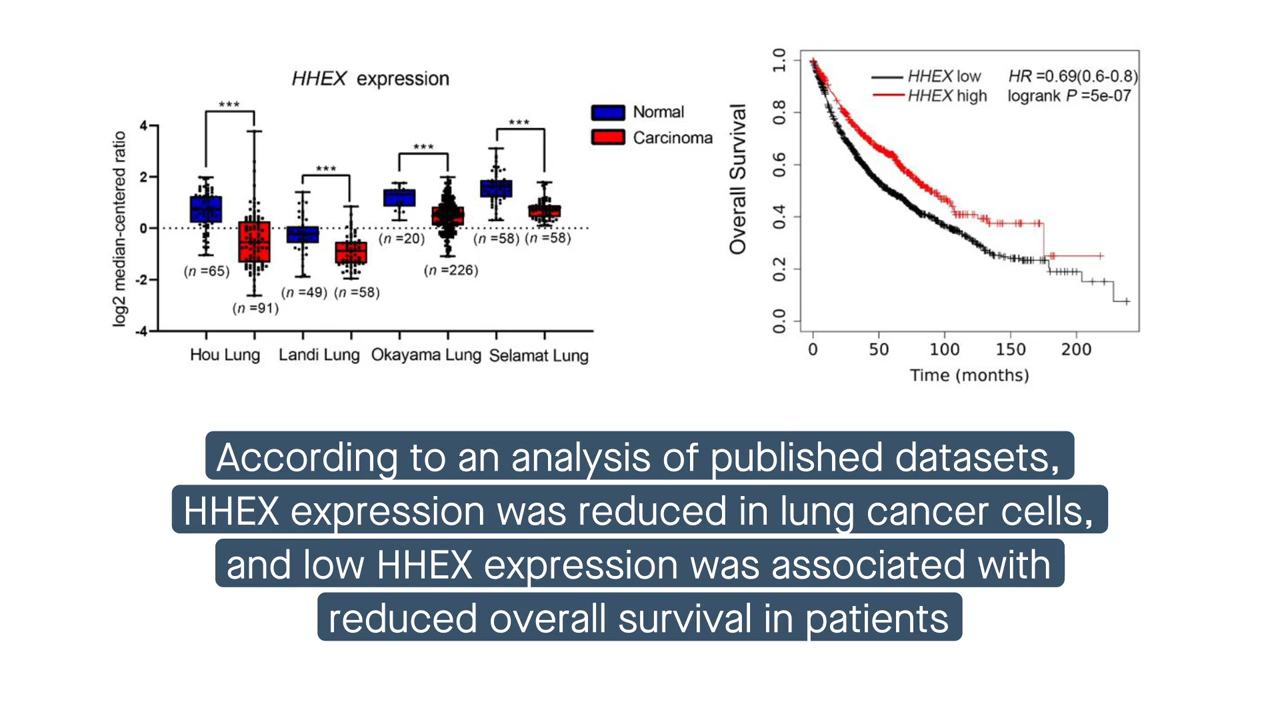 HHEX expression
Normal
Carcinoma
log2 median-centered ratio
4
2
0
-2
-4
***
***
***
***
(n =65)
(n =91)
(n =49)
(n =58)
(n =20)
(n =226)
(n =58)
(n =58)
Hou Lung
Landi Lung
Okayama Lung
Selamat Lung
Overall Survival
1.0
0.8
0.6
0.4
0.2
0.0
HHEX low
HHEX high
HR =0.69(0.6-0.8)
logrank P =5e-07
0
50
100
150
200
Time (months)
According to an analysis of published datasets,
HHEX expression was reduced in lung cancer cells,
and low HHEX expression was associated with
reduced overall survival in patients